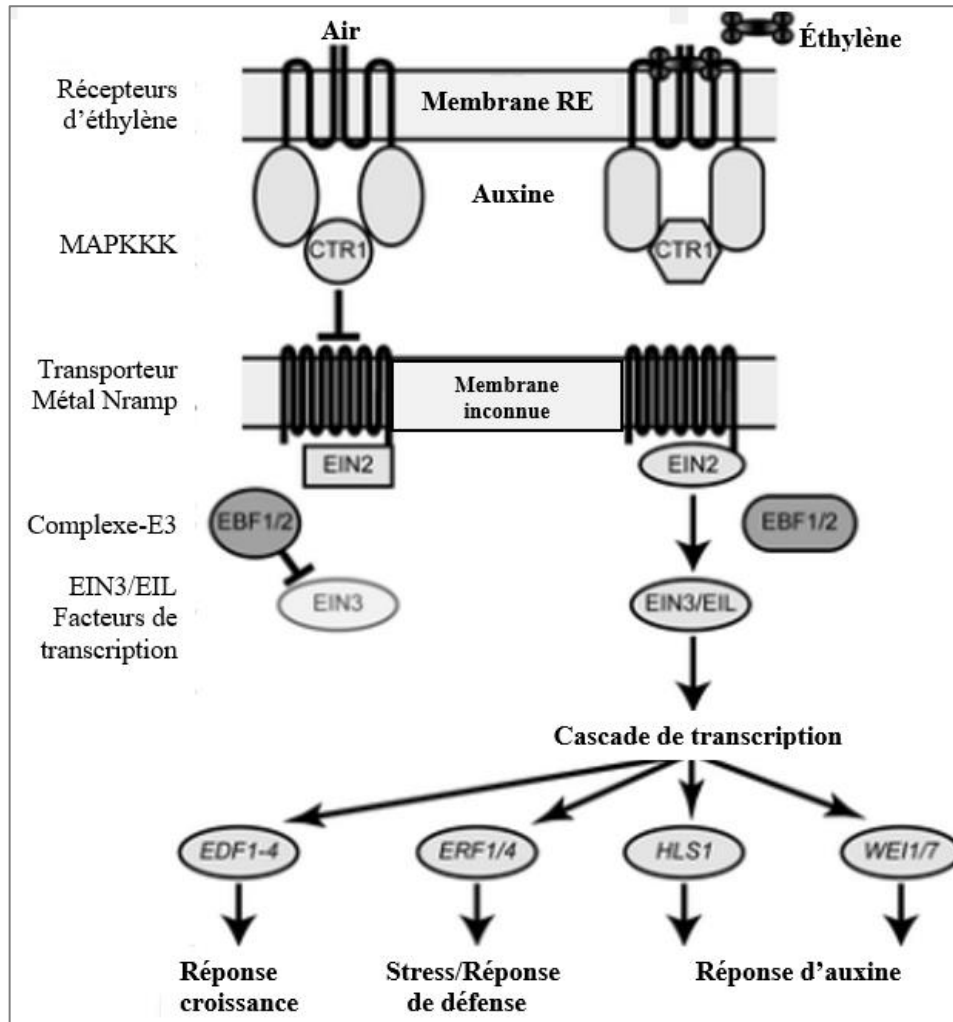 Air
Éthylène
Récepteurs
d’éthylène
Membrane RE
Auxine
MAPKKK
CTR1
CTR1
Transporteur
Métal Nramp
Membrane
inconnue
EIN2
EIN2
Complexe-E3
EBF1/2
EBF1/2
EIN3/EIL
Facteurs de
transcription
EIN3
EIN3/EIL
Cascade de transcription
EDF1-4
ERF1/4
HLS1
WEI1/7
Réponse
croissance
Stress/Réponse
de défense
Réponse d’auxine